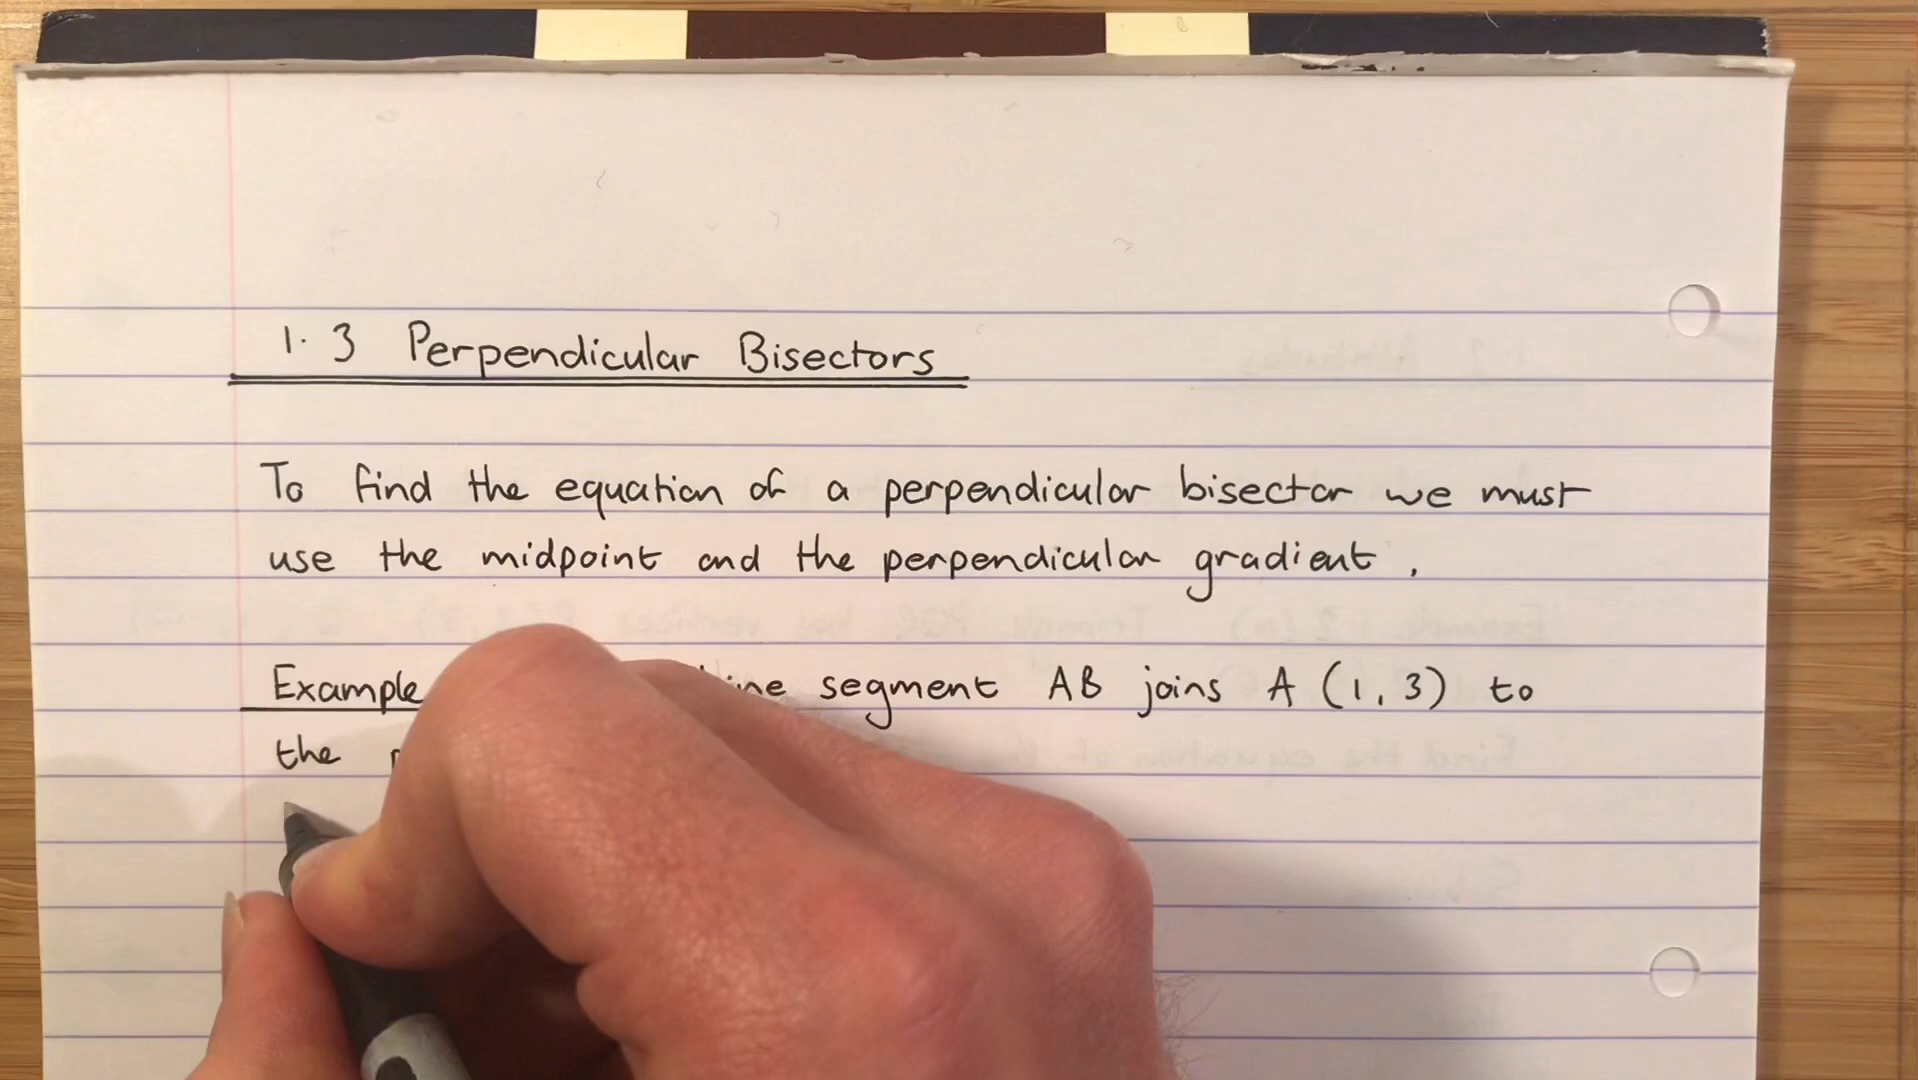 1.3 Perpendicular Bisectors
To find the equation of a perpendicular bisector we must
use the midpoint and the perpendicular gradient.
Example segment AB joins A (1, 3) to
the